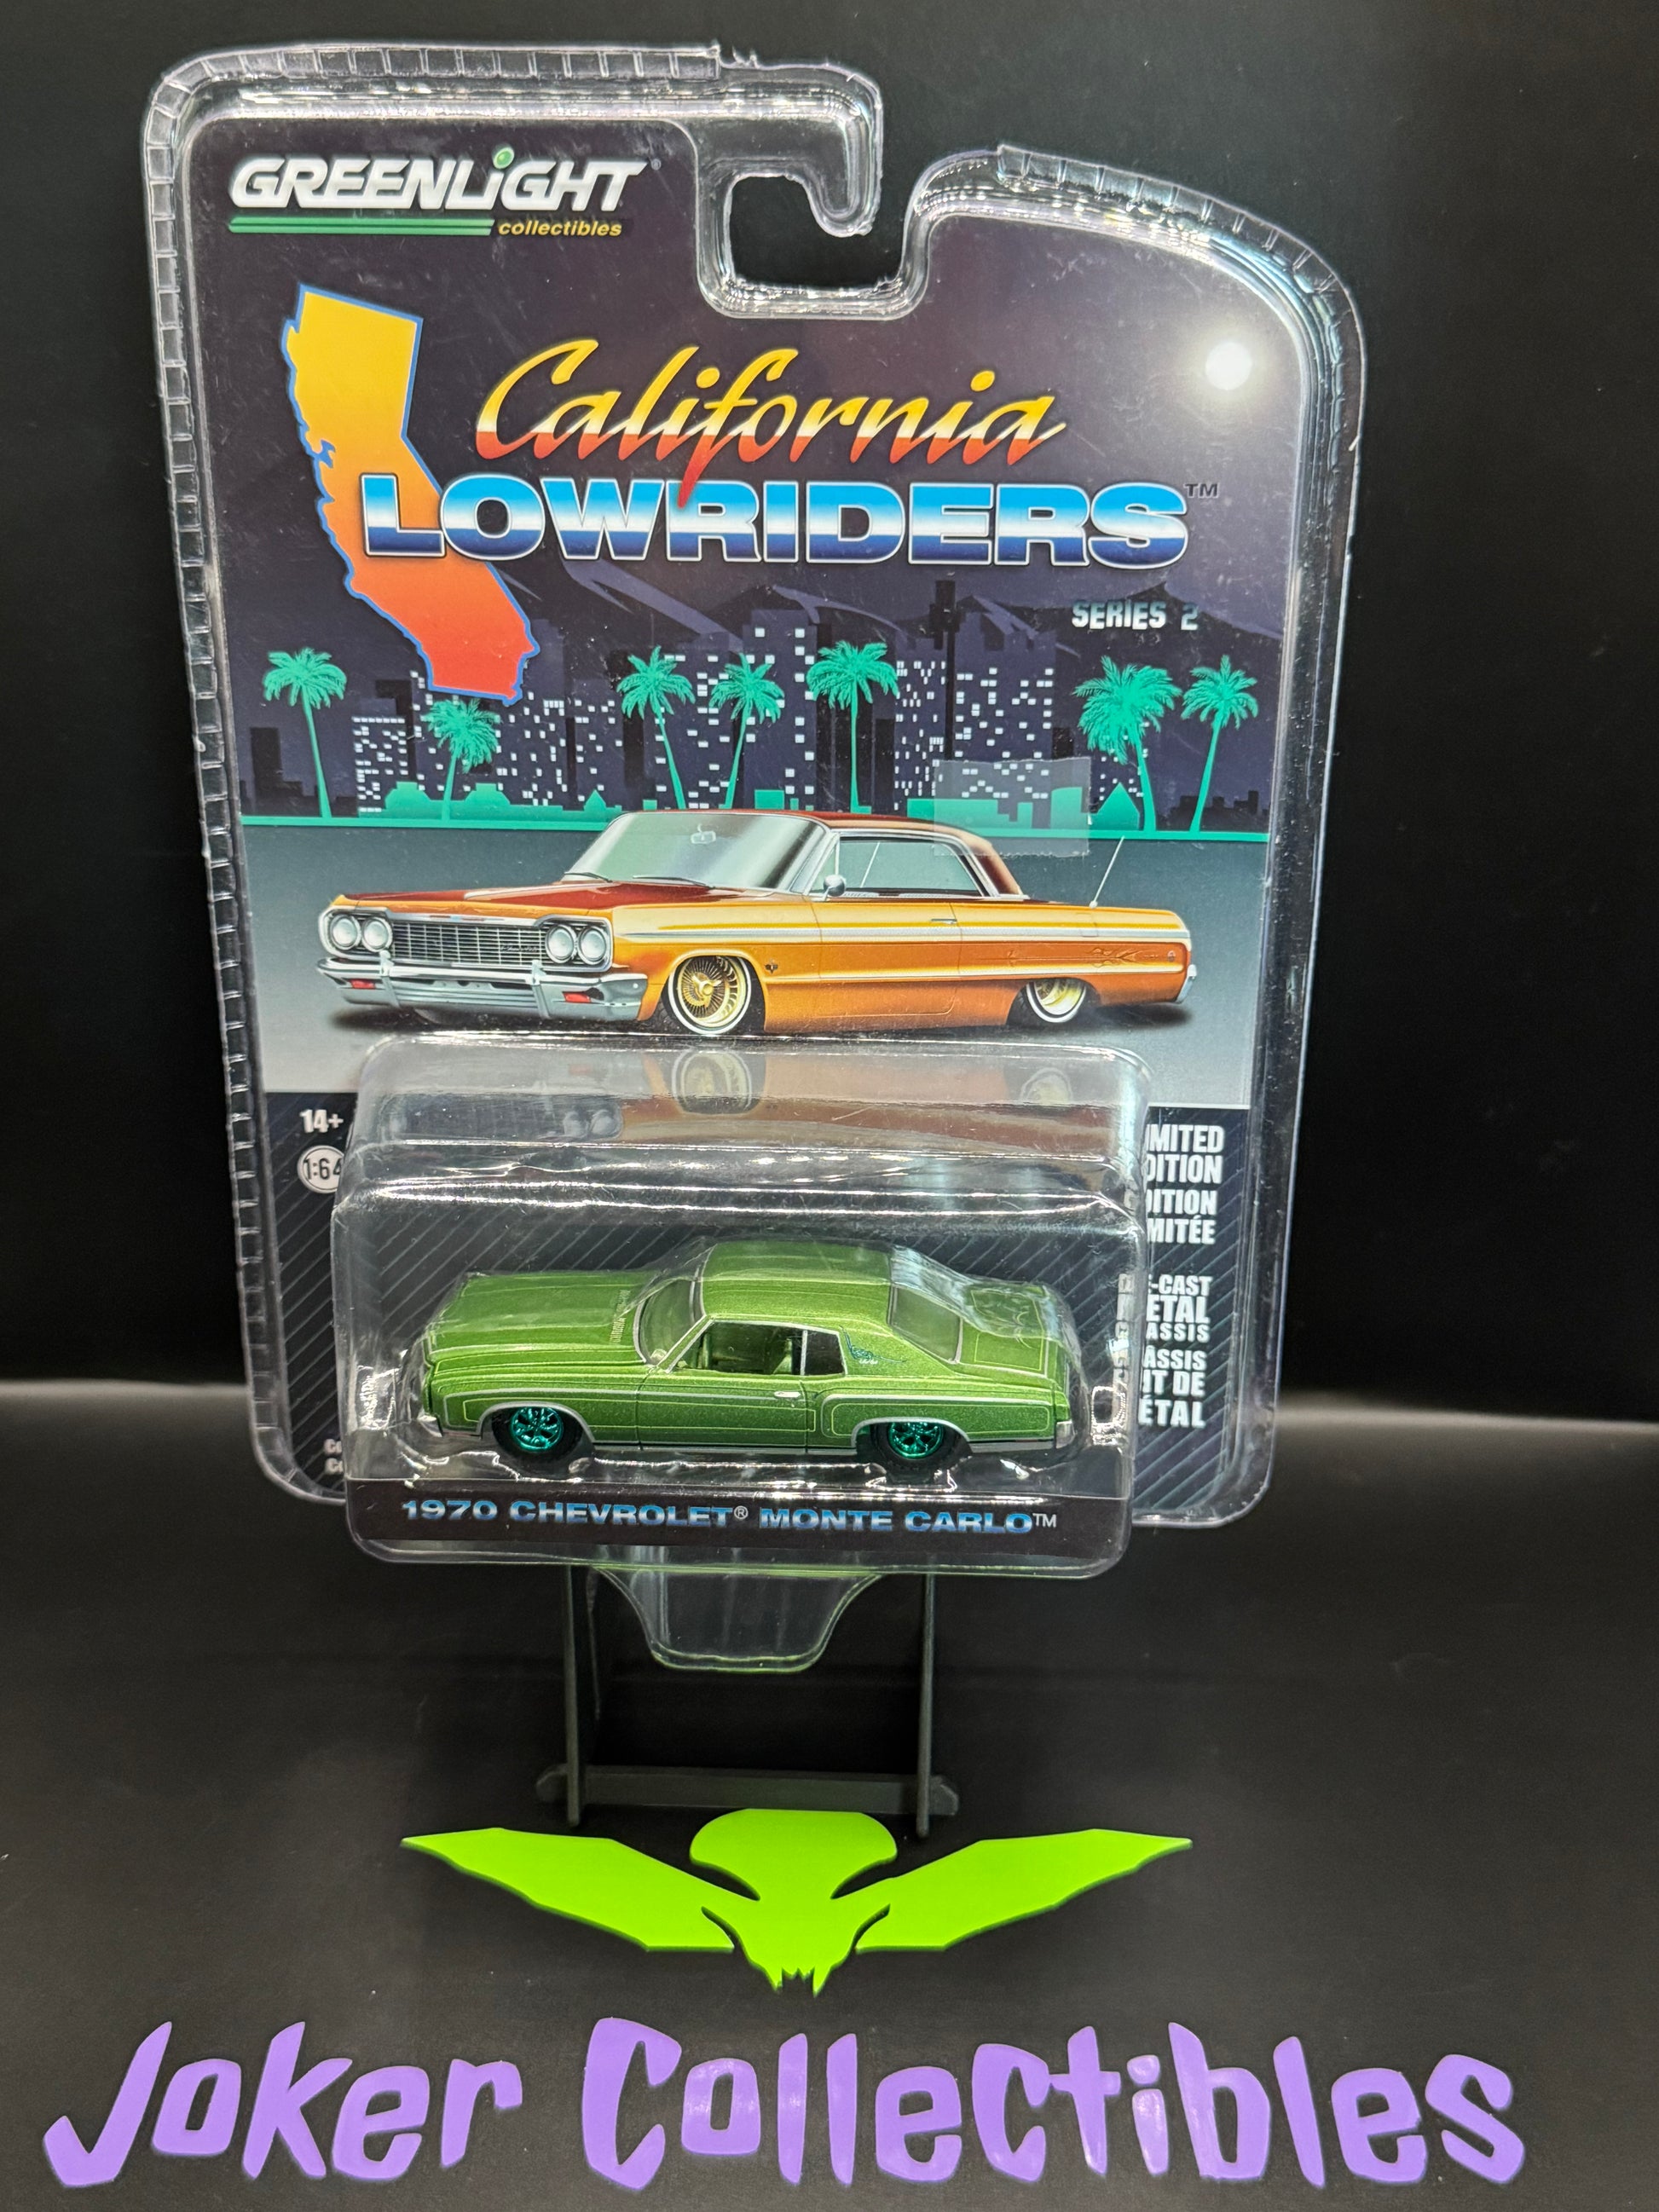 GREENLiGHT®
collectibles
California
LOWRIDERS™
SERIES 2
14+
1:64
IMITED
DITION
DITION
MITÉE
-CAST
ETAL
ASSIS
ÂSSIS
IT DE
ÉTAL
1970 CHEVROLET® MONTE CARLO™
Joker Collectibles